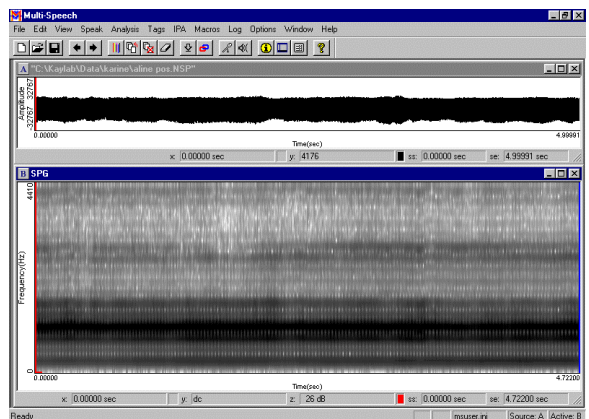 Multi-Speech
File Edit View Speak Analysis Tags IPA Macros Log Options Window Help
A "C:\Kaylab\Data\karine\aline pos.NSP"
Amplitude
-32767 32767
0.00000 4.99991
Time(sec)
x: 0.00000 sec y: 4176 ss: 0.00000 sec se: 4.99991 sec
B SPG
Frequency(Hz)
0 4410
0.00000 4.72200
Time(sec)
x: 0.00000 sec y: dc z: 26 dB ss: 0.00000 sec se: 4.72200 sec
Ready msuser.ini Source: A Active: B